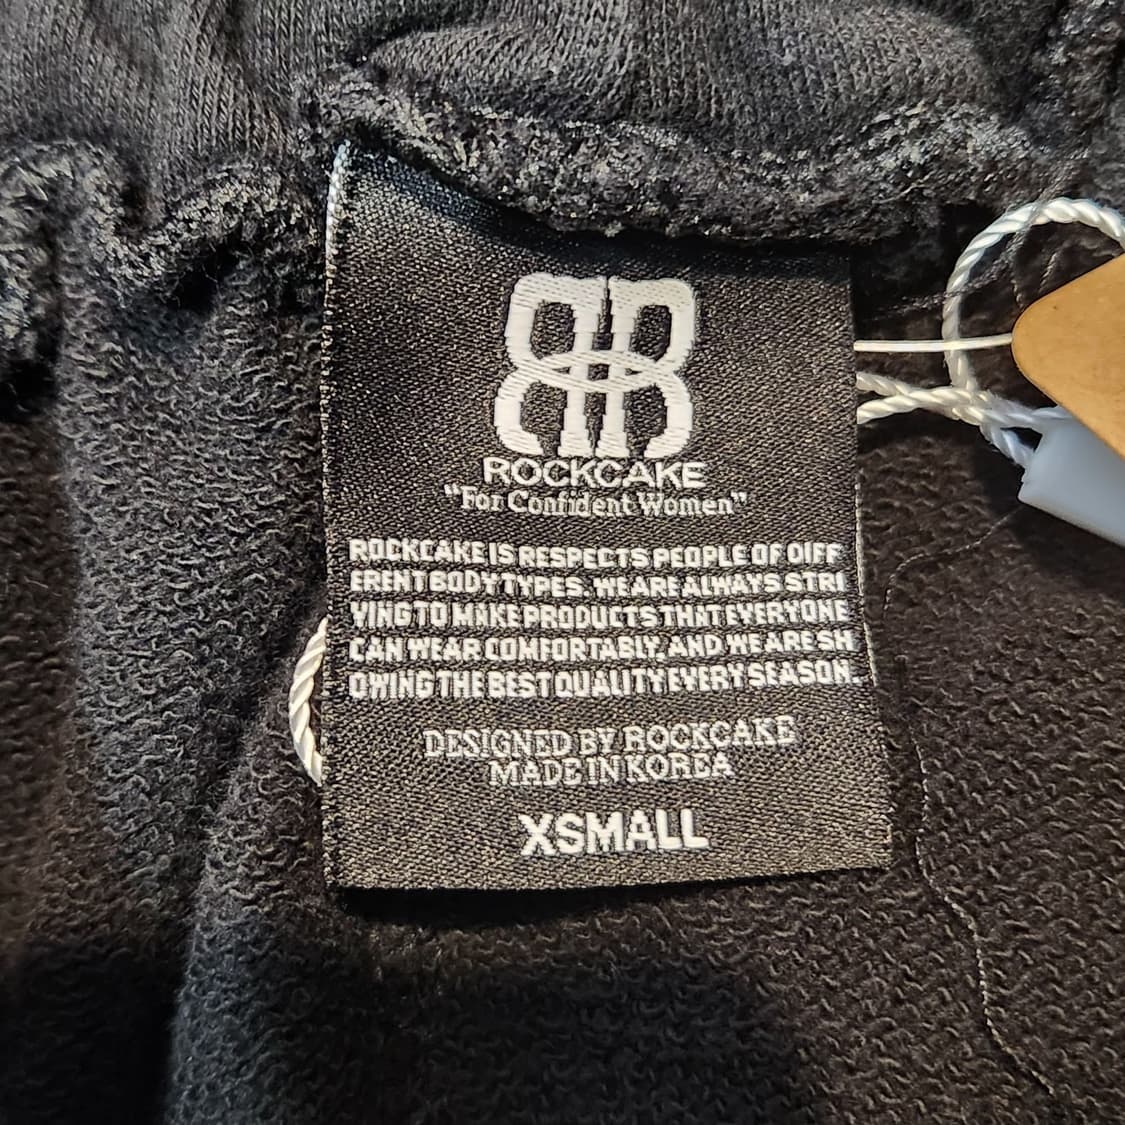 ROCKCAKE
"For Confident Women"
ROCKCAKE IS RESPECTS PEOPLE OF DIFF
ERENT BODY TYPES. WE ARE ALWAYS STRI
VING TO MAKE PRODUCTS THAT EVERYONE
CAN WEAR COMFORTABLY, AND WE ARE SH
OWING THE BEST QUALITY EVERY SEASON.
DESIGNED BY ROCKCAKE
MADE IN KOREA
XSMALL